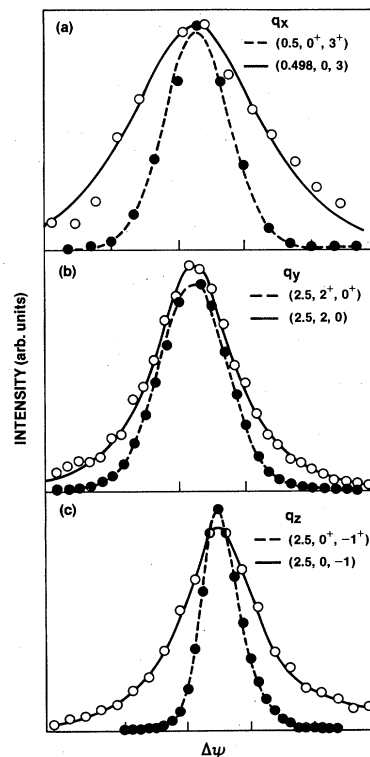 (a)
qx
(0.5, 0⁺, 3⁺)
(0.498, 0, 3)
(b)
qy
(2.5, 2⁺, 0⁺)
(2.5, 2, 0)
(c)
qz
(2.5, 0⁺, −1⁺)
(2.5, 0, −1)
INTENSITY (arb. units)
Δψ